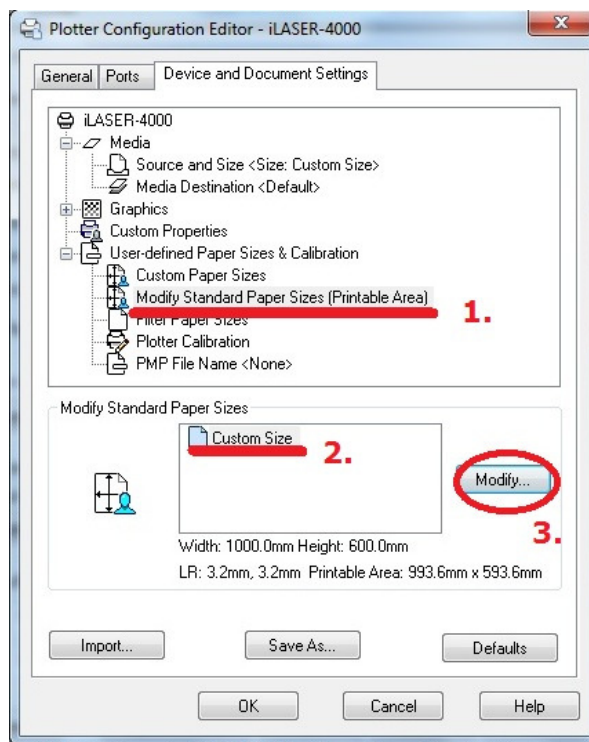 Plotter Configuration Editor - iLASER-4000
x
General Ports Device and Document Settings
iLASER-4000
Media
Source and Size <Size: Custom Size>
Media Destination <Default>
Graphics
Custom Properties
User-defined Paper Sizes & Calibration
Custom Paper Sizes
Modify Standard Paper Sizes (Printable Area)
1.
Filter Paper Sizes
Plotter Calibration
PMP File Name <None>
Modify Standard Paper Sizes
Custom Size
2.
Modify...
3.
Width: 1000.0mm Height: 600.0mm
LR: 3.2mm, 3.2mm Printable Area: 993.6mm x 593.6mm
Import... Save As... Defaults
OK Cancel Help